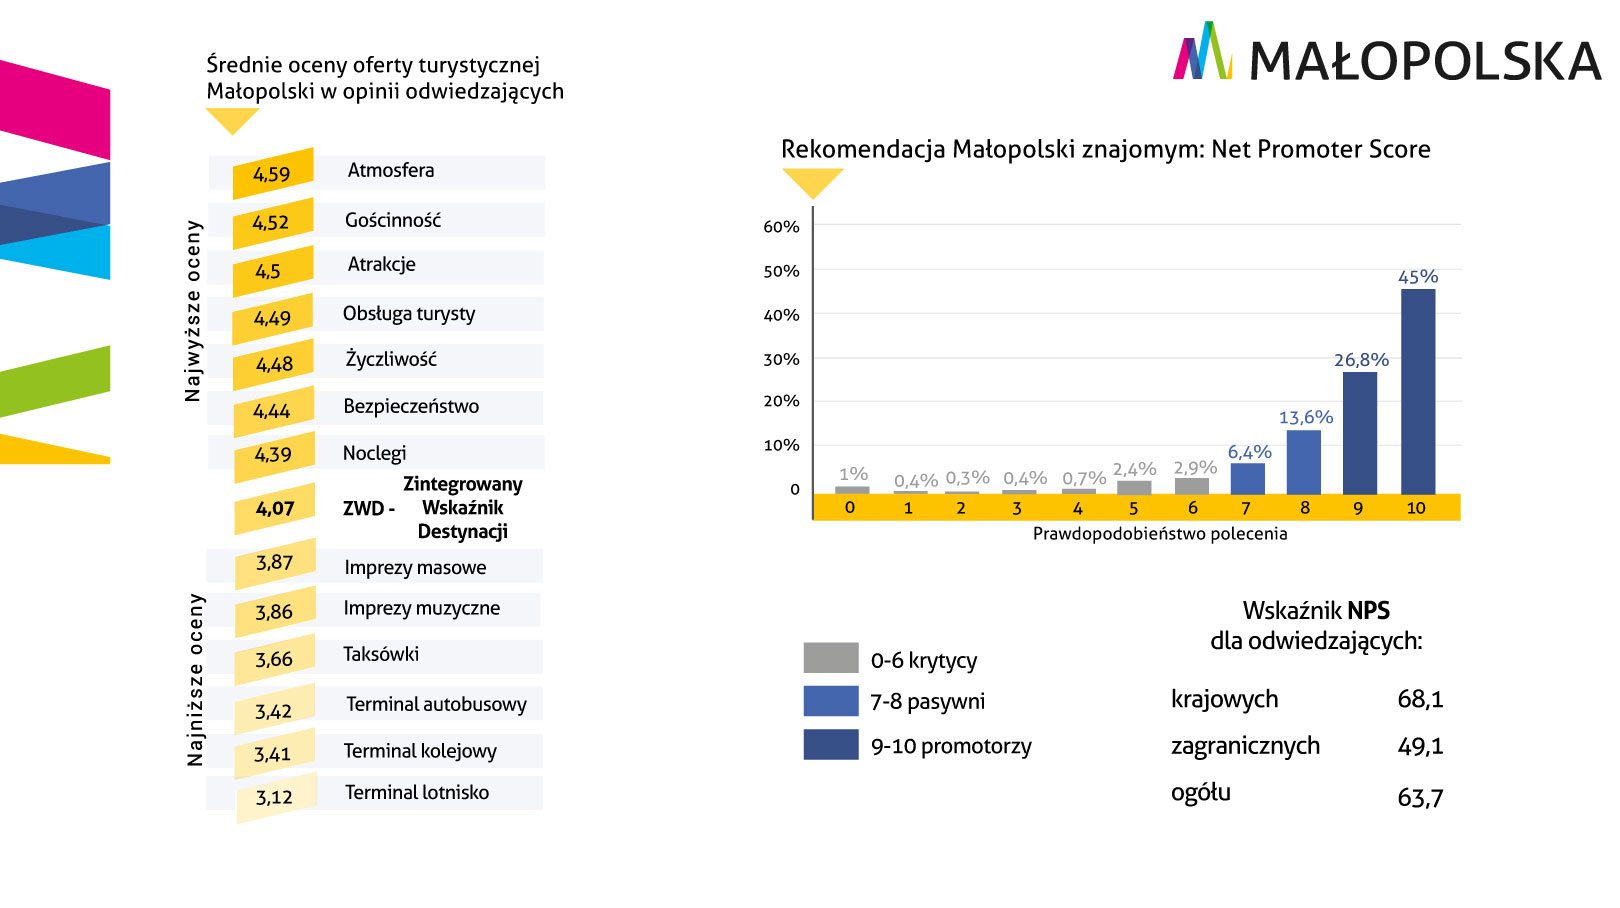 Średnie oceny oferty turystycznej
Małopolski w opinii odwiedzających
Najwyższe oceny
4,59 Atmosfera
4,52 Gościnność
4,5 Atrakcje
4,49 Obsługa turysty
4,48 Życzliwość
4,44 Bezpieczeństwo
4,39 Noclegi
4,07 ZWD - Zintegrowany
Wskaźnik
Destynacji
Najniższe oceny
3,87 Imprezy masowe
3,86 Imprezy muzyczne
3,66 Taksówki
3,42 Terminal autobusowy
3,41 Terminal kolejowy
3,12 Terminal lotnisko
MAŁOPOLSKA
Rekomendacja Małopolski znajomym: Net Promoter Score
60%
50%
40%
30%
20%
10%
0
1% 0,4% 0,3% 0,4% 0,7% 2,4% 2,9% 6,4% 13,6% 26,8% 45%
0 1 2 3 4 5 6 7 8 9 10
Prawdopodobieństwo polecenia
0-6 krytycy
7-8 pasywni
9-10 promotorzy
Wskaźnik NPS
dla odwiedzających:
krajowych 68,1
zagranicznych 49,1
ogółu 63,7